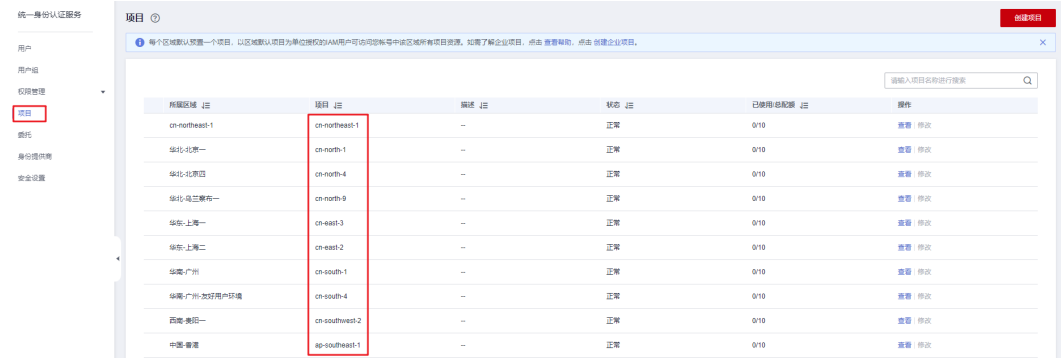 统一身份认证服务
用户
用户组
权限管理
项目
委托
身份提供商
安全设置
项目
创建项目
每个区域默认预置一个项目，以区域默认项目为单位授权的IAM用户可访问您帐号中该区域所有项目资源。如需了解企业项目，点击 查看帮助，点击 创建企业项目。
请输入项目名称进行搜索
所属区域 项目 描述 状态 已使用/总配额 操作
cn-northeast-1 cn-northeast-1 -- 正常 0/10 查看 | 修改
华北-北京一 cn-north-1 -- 正常 0/10 查看 | 修改
华北-北京四 cn-north-4 -- 正常 0/10 查看 | 修改
华北-乌兰察布一 cn-north-9 -- 正常 0/10 查看 | 修改
华东-上海一 cn-east-3 -- 正常 0/10 查看 | 修改
华东-上海二 cn-east-2 -- 正常 0/10 查看 | 修改
华南-广州 cn-south-1 -- 正常 0/10 查看 | 修改
华南-广州-友好用户环境 cn-south-4 -- 正常 0/10 查看 | 修改
西南-贵阳一 cn-southwest-2 -- 正常 0/10 查看 | 修改
中国-香港 ap-southeast-1 -- 正常 0/10 查看 | 修改